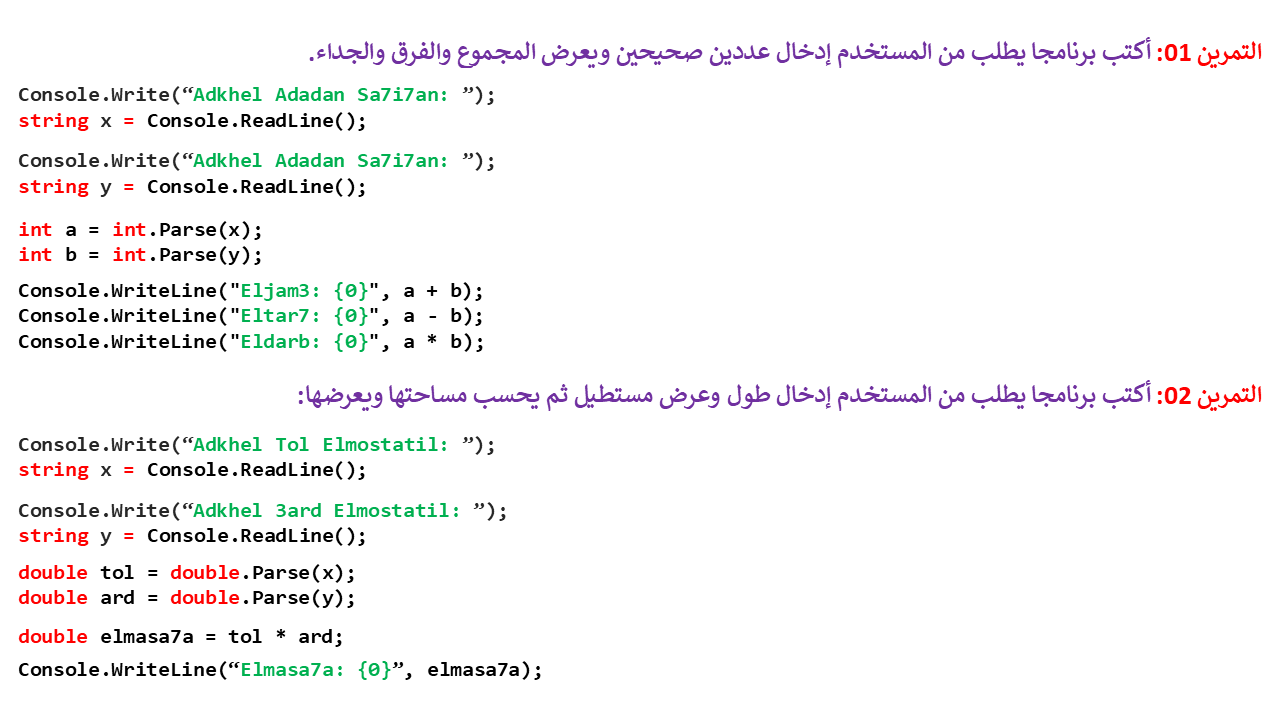 التمرين 01: أكتب برنامجا يطلب من المستخدم إدخال عددين صحيحين ويعرض المجموع والفرق والجداء.
Console.Write(“Adkhel Adadan Sa7i7an: ”);
string x = Console.ReadLine();
Console.Write(“Adkhel Adadan Sa7i7an: ”);
string y = Console.ReadLine();
int a = int.Parse(x);
int b = int.Parse(y);
Console.WriteLine("Eljam3: {0}", a + b);
Console.WriteLine("Eltar7: {0}", a - b);
Console.WriteLine("Eldarb: {0}", a * b);
التمرين 02: أكتب برنامجا يطلب من المستخدم إدخال طول وعرض مستطيل ثم يحسب مساحتها ويعرضها:
Console.Write(“Adkhel Tol Elmostatil: ”);
string x = Console.ReadLine();
Console.Write(“Adkhel 3ard Elmostatil: ”);
string y = Console.ReadLine();
double tol = double.Parse(x);
double ard = double.Parse(y);
double elmasa7a = tol * ard;
Console.WriteLine(“Elmasa7a: {0}”, elmasa7a);